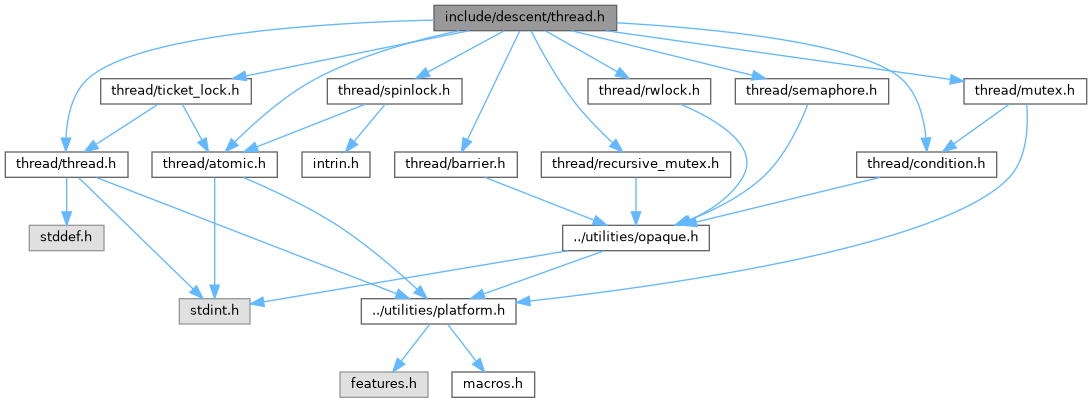 include/descent/thread.h
thread/ticket_lock.h
thread/spinlock.h
thread/rwlock.h
thread/semaphore.h
thread/mutex.h
thread/thread.h
thread/atomic.h
intrin.h
thread/barrier.h
thread/recursive_mutex.h
thread/condition.h
stddef.h
../utilities/opaque.h
stdint.h
../utilities/platform.h
features.h
macros.h